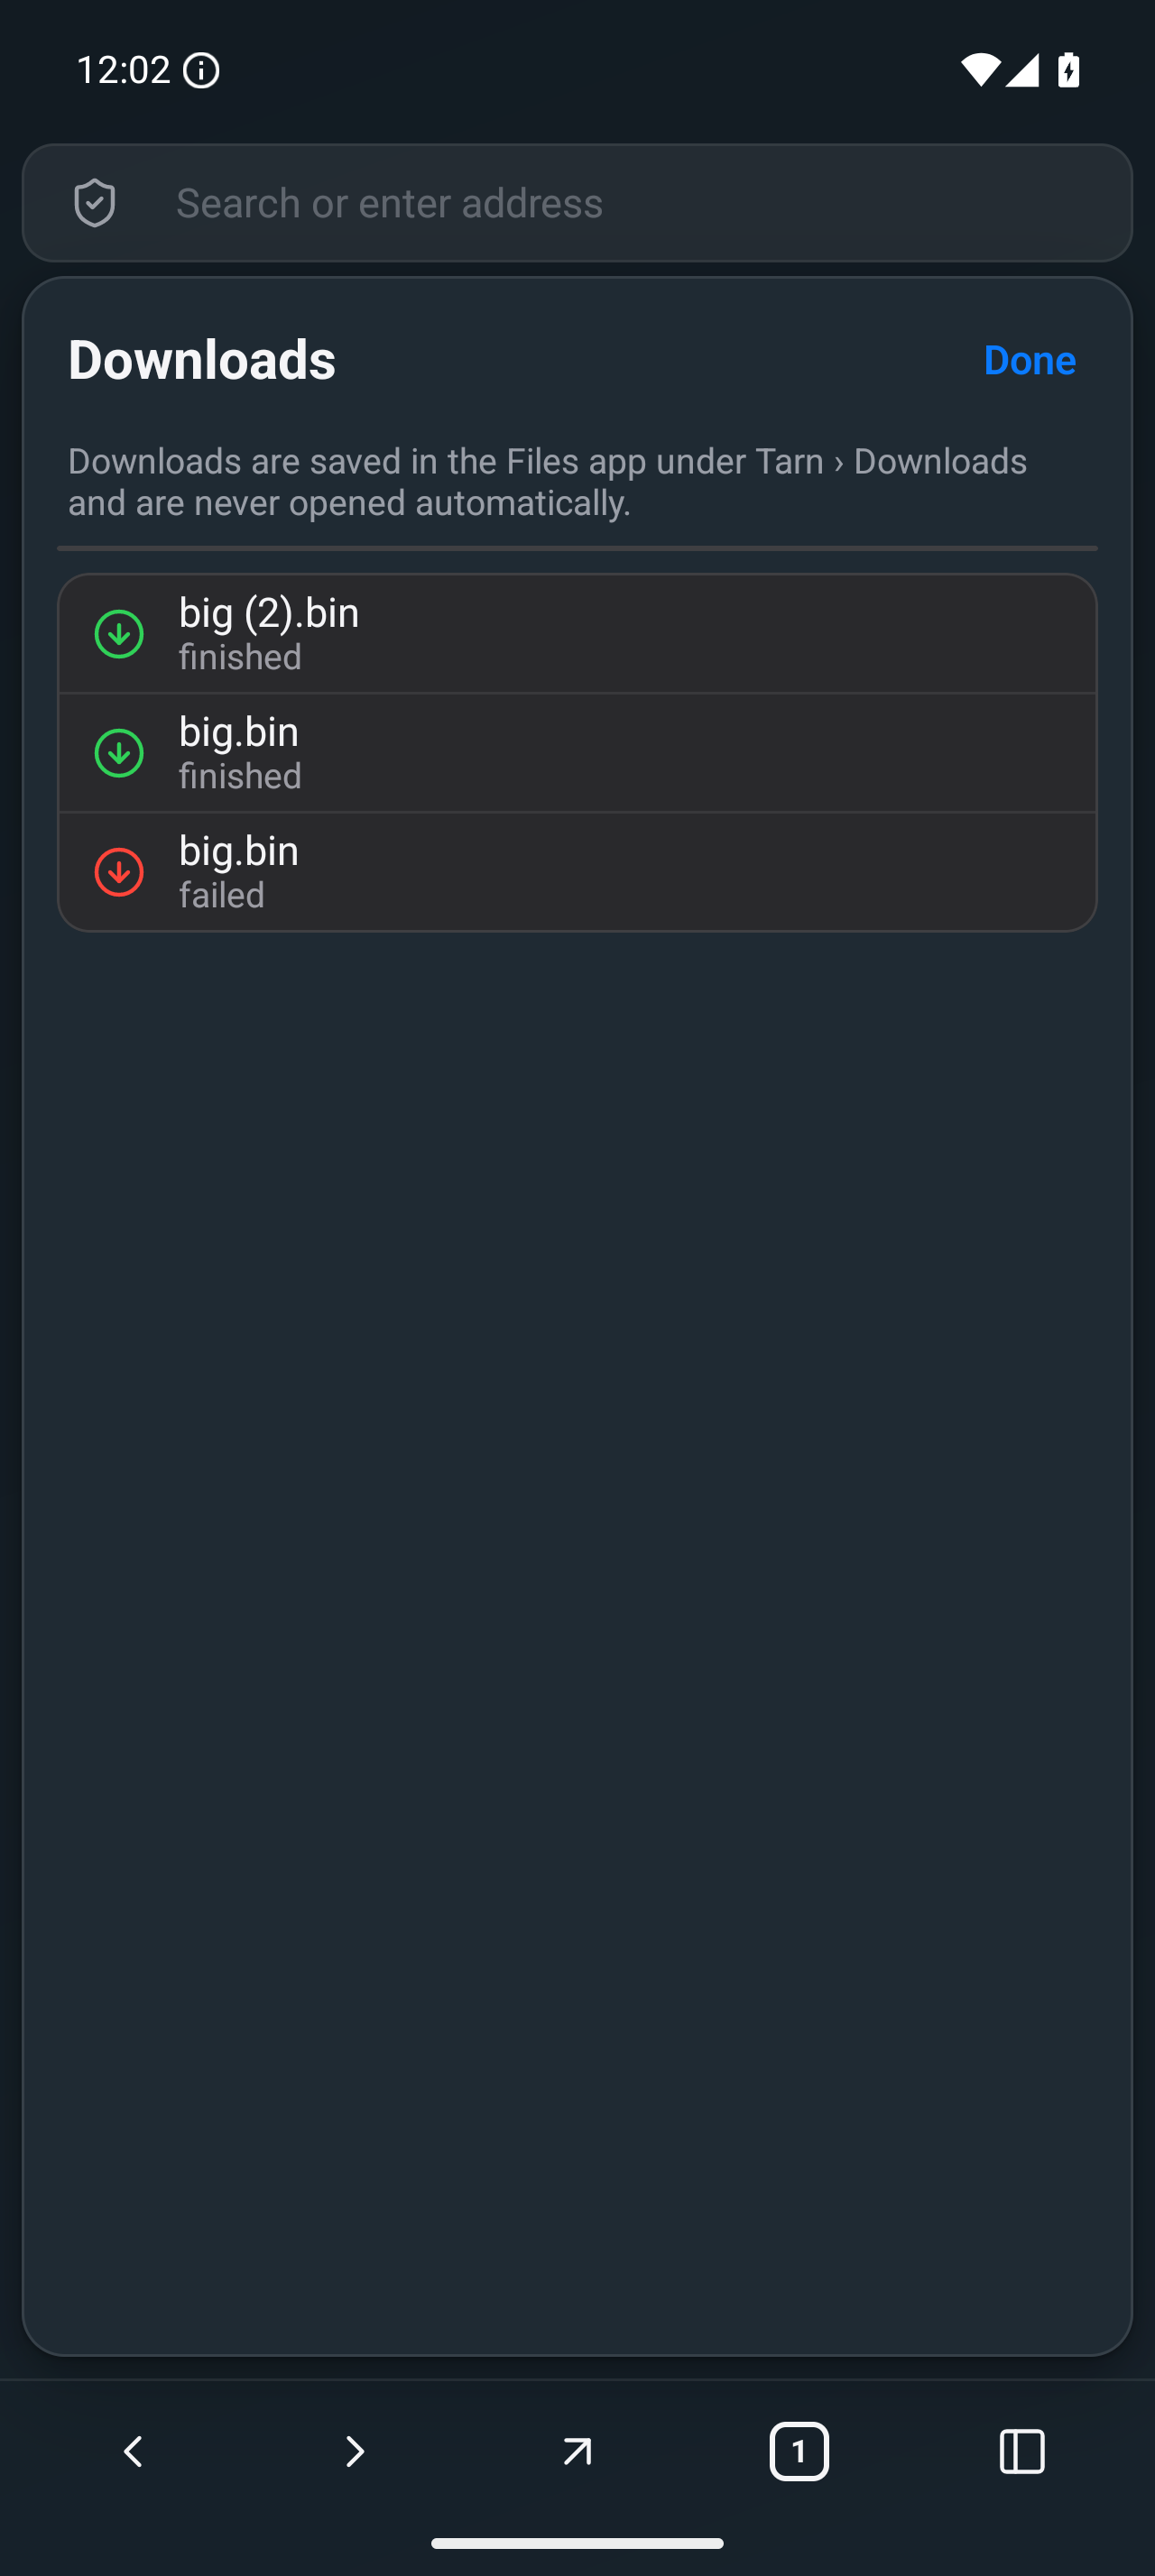 12:02
Search or enter address
Downloads
Done
Downloads are saved in the Files app under Tarn › Downloads
and are never opened automatically.
big (2).bin
finished
big.bin
finished
big.bin
failed
1